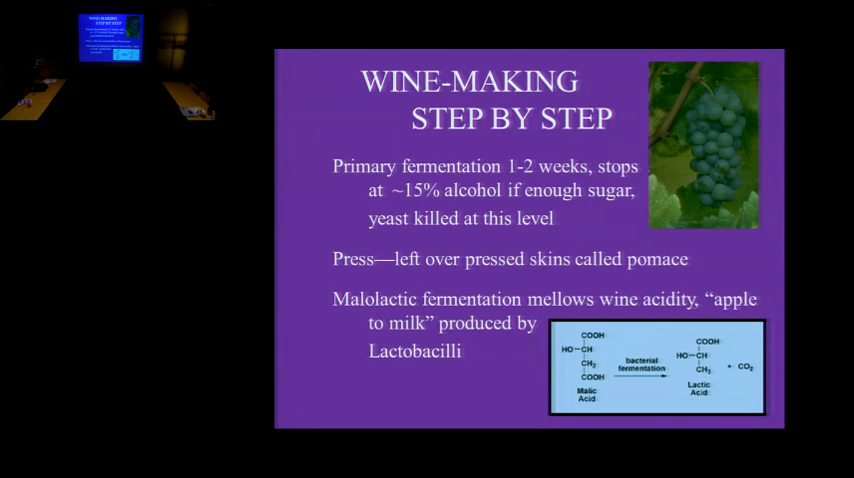 WINE-MAKING
STEP BY STEP
Primary fermentation 1-2 weeks, stops
at ~15% alcohol if enough sugar,
yeast killed at this level
Press—left over pressed skins called pomace
Malolactic fermentation mellows wine acidity, “apple
to milk” produced by
Lactobacilli
COOH
HO–CH
CH2
COOH
Malic
Acid
bacterial
fermentation
COOH
HO–CH
CH3
Lactic
Acid
+ CO2